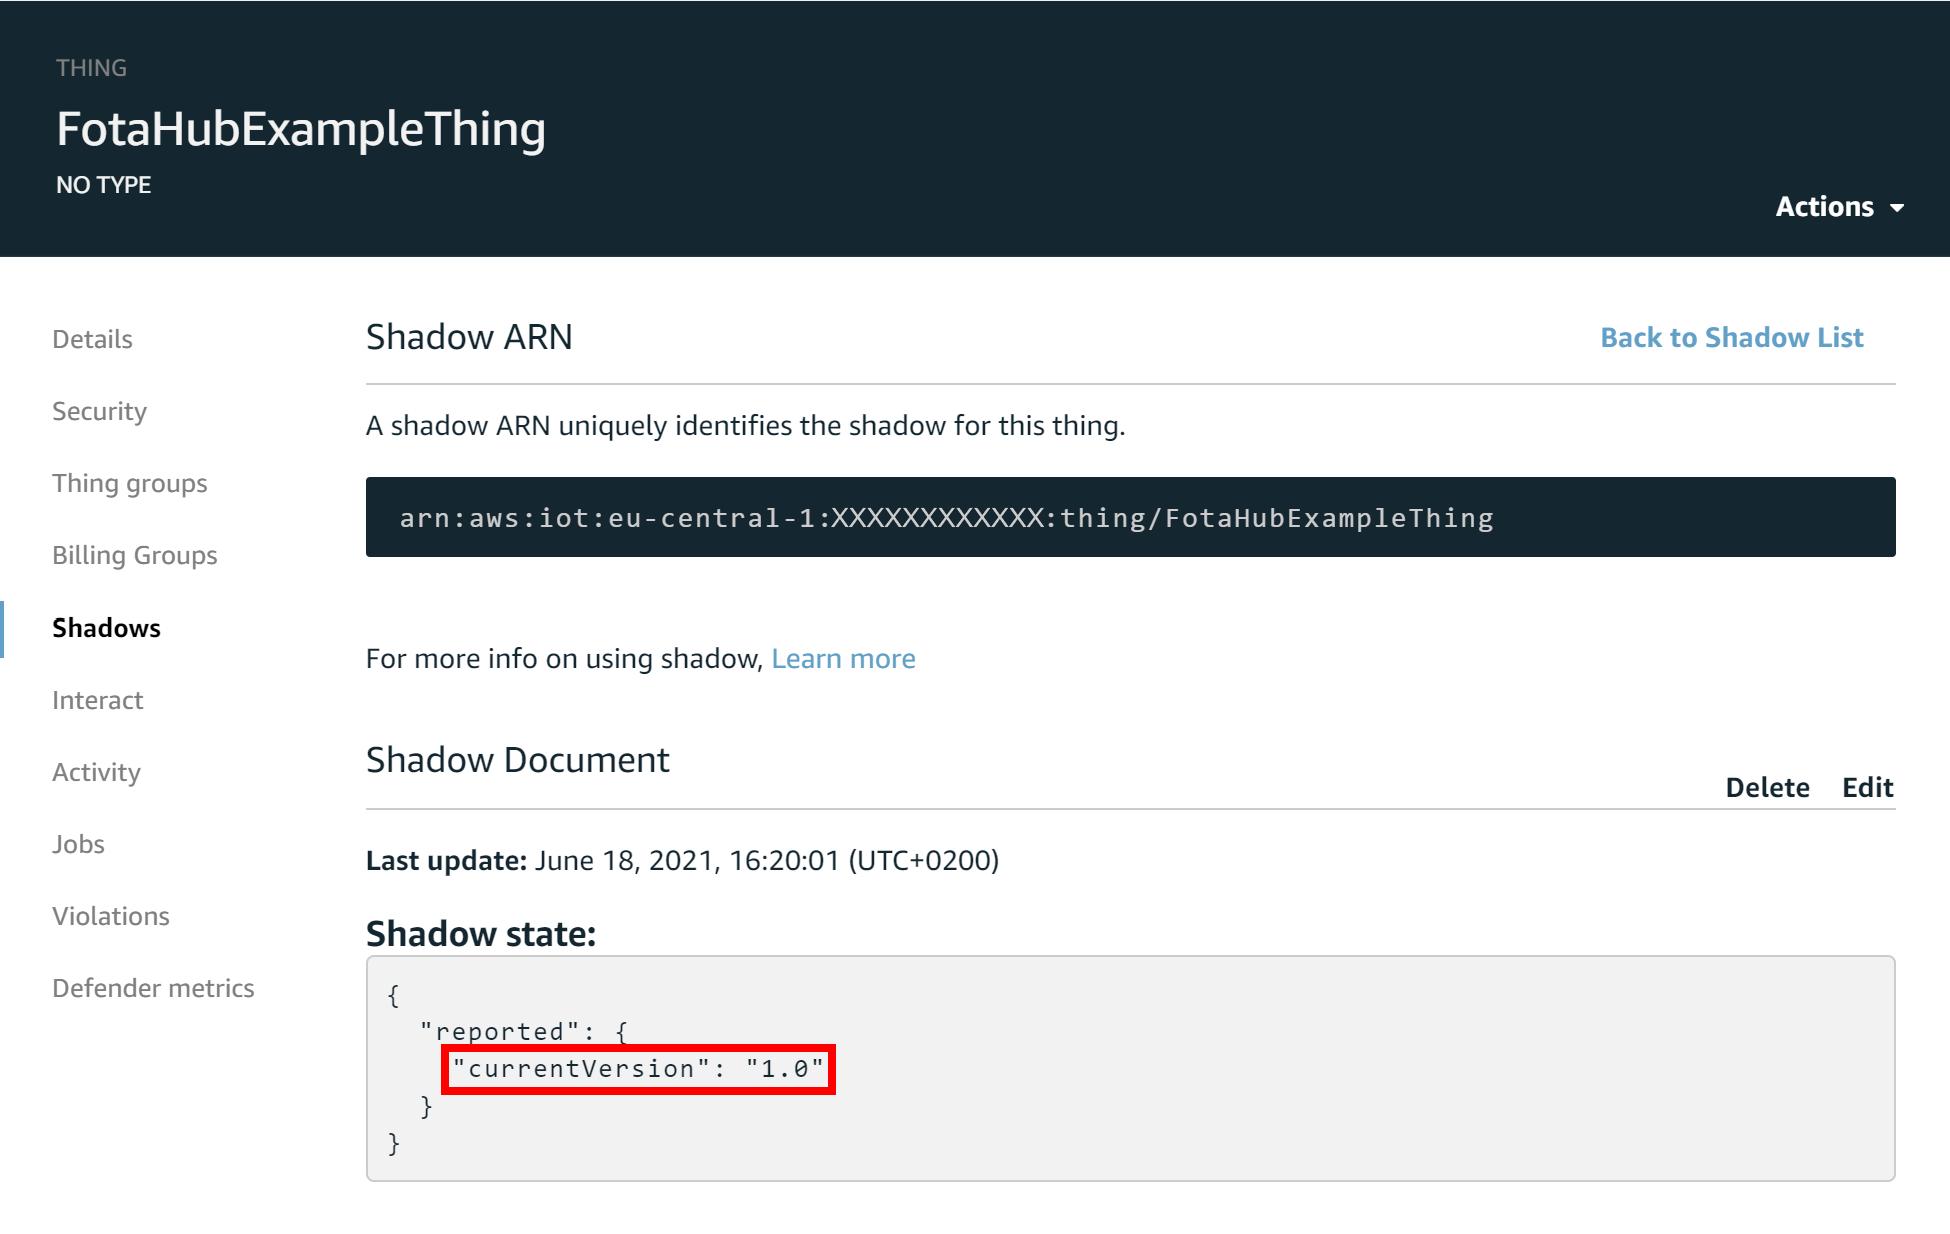 THING
FotaHubExampleThing
NO TYPE
Actions
Details
Security
Thing groups
Billing Groups
Shadows
Interact
Activity
Jobs
Violations
Defender metrics
Shadow ARN
Back to Shadow List
A shadow ARN uniquely identifies the shadow for this thing.
arn:aws:iot:eu-central-1:XXXXXXXXXXXX:thing/FotaHubExampleThing
For more info on using shadow, Learn more
Shadow Document
Delete Edit
Last update: June 18, 2021, 16:20:01 (UTC+0200)
Shadow state:
{
"reported": {
"currentVersion": "1.0"
}
}